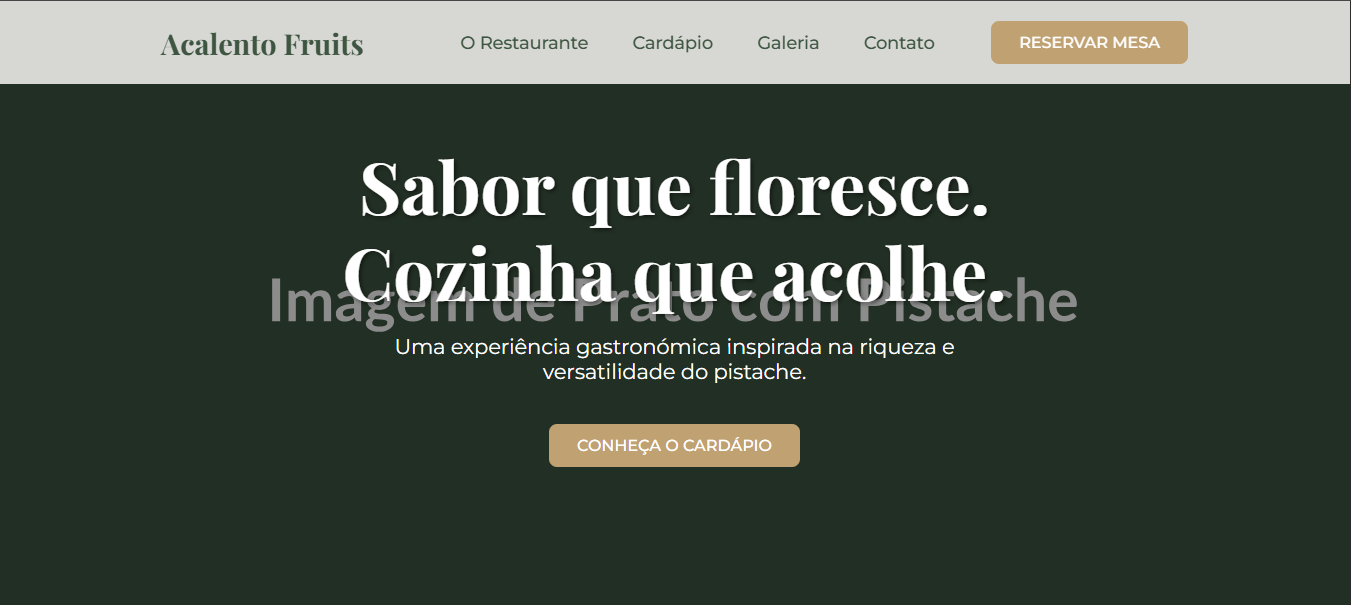 Acalento Fruits
O Restaurante
Cardápio
Galeria
Contato
RESERVAR MESA
Sabor que floresce.
Cozinha que acolhe.
Imagem de Prato com Pistache
Uma experiência gastronómica inspirada na riqueza e
versatilidade do pistache.
CONHEÇA O CARDÁPIO